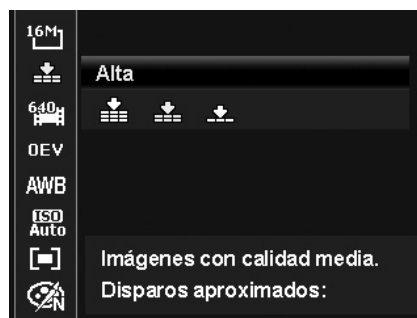 16M
Alta
640
0EV
AWB
ISO
Auto
Imágenes con calidad media.
N
Disparos aproximados: